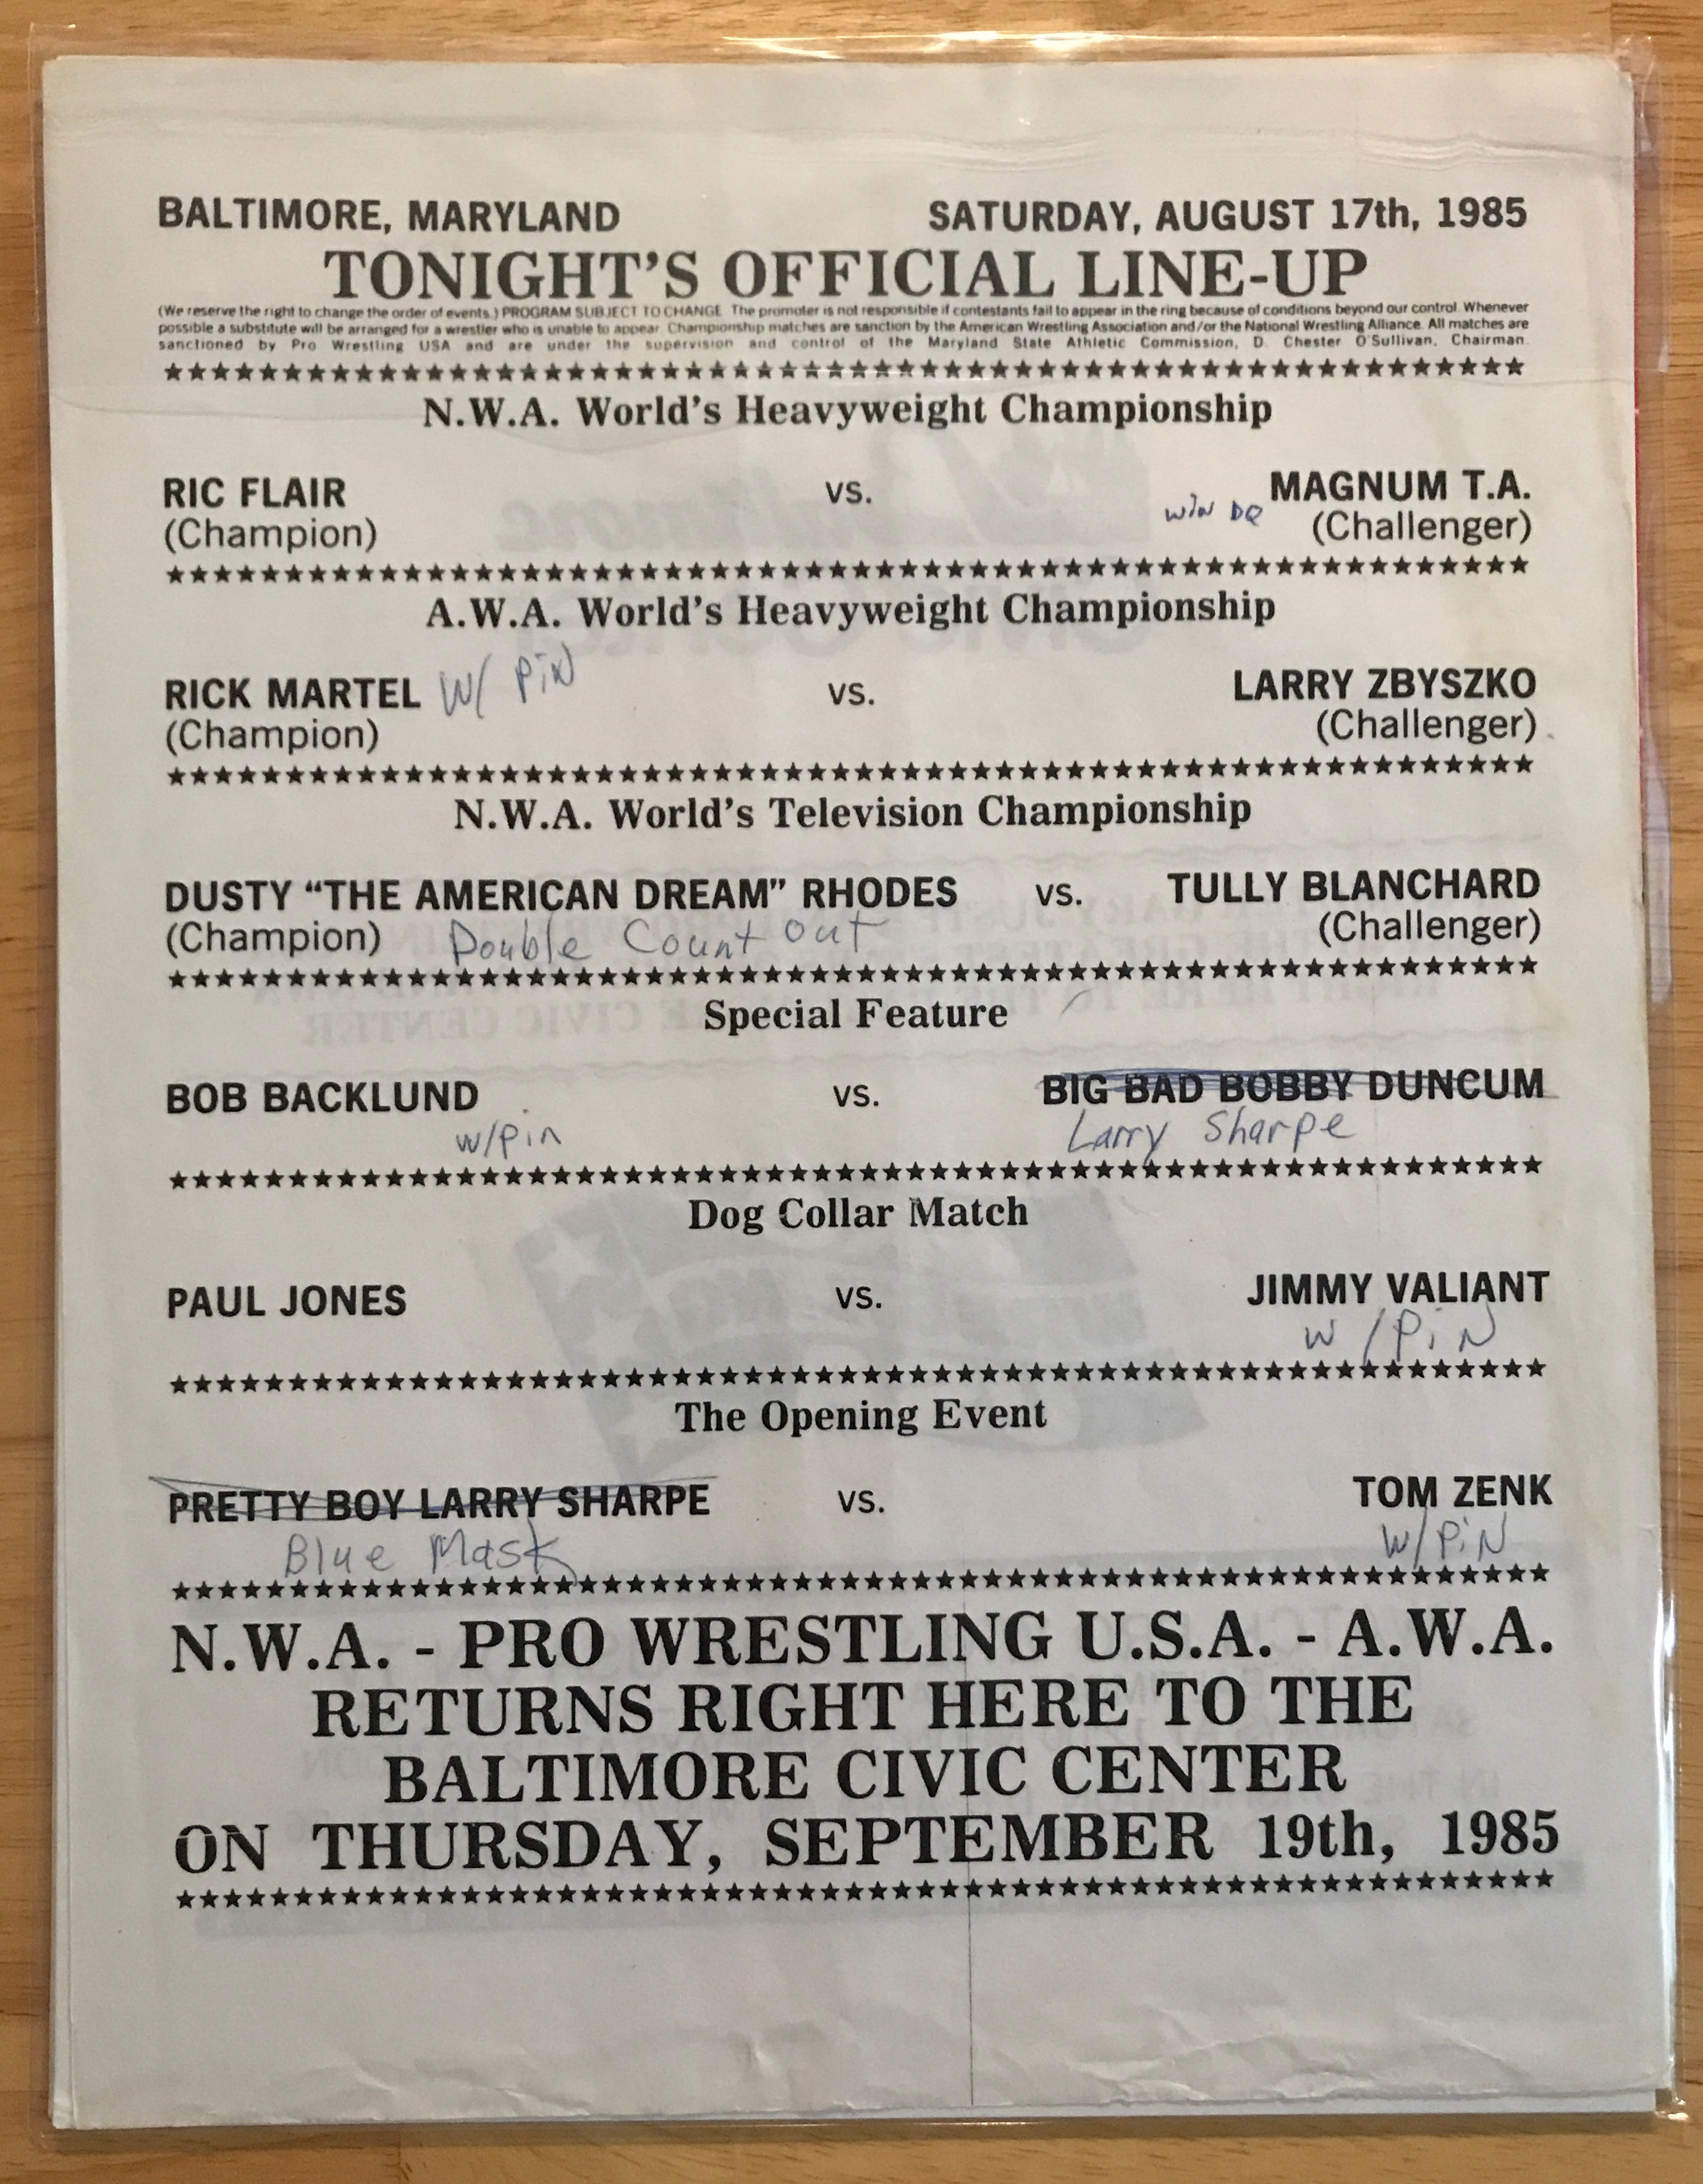 BALTIMORE, MARYLAND SATURDAY, AUGUST 17th, 1985
TONIGHT'S OFFICIAL LINE-UP
(We reserve the right to change the order of events.) PROGRAM SUBJECT TO CHANGE. The promoter is not responsible if contestants fail to appear in the ring because of conditions beyond our control. Whenever
possible a substitute will be arranged for a wrestler who is unable to appear. Championship matches are sanction by the American Wrestling Association and/or the National Wrestling Alliance. All matches are
sanctioned by Pro Wrestling USA and are under the supervision and control of the Maryland State Athletic Commission, D. Chester O'Sullivan, Chairman.
N.W.A. World's Heavyweight Championship
RIC FLAIR vs. MAGNUM T.A.
(Champion) win DQ (Challenger)
A.W.A. World's Heavyweight Championship
RICK MARTEL W/ PiN vs. LARRY ZBYSZKO
(Champion) (Challenger)
N.W.A. World's Television Championship
DUSTY “THE AMERICAN DREAM” RHODES vs. TULLY BLANCHARD
(Champion) Double Count out (Challenger)
Special Feature
BOB BACKLUND vs. BIG BAD BOBBY DUNCUM
w/pin Larry Sharpe
Dog Collar Match
PAUL JONES vs. JIMMY VALIANT
w/PiN
The Opening Event
PRETTY BOY LARRY SHARPE vs. TOM ZENK
Blue Mask W/PiN
N.W.A. - PRO WRESTLING U.S.A. - A.W.A.
RETURNS RIGHT HERE TO THE
BALTIMORE CIVIC CENTER
ON THURSDAY, SEPTEMBER 19th, 1985